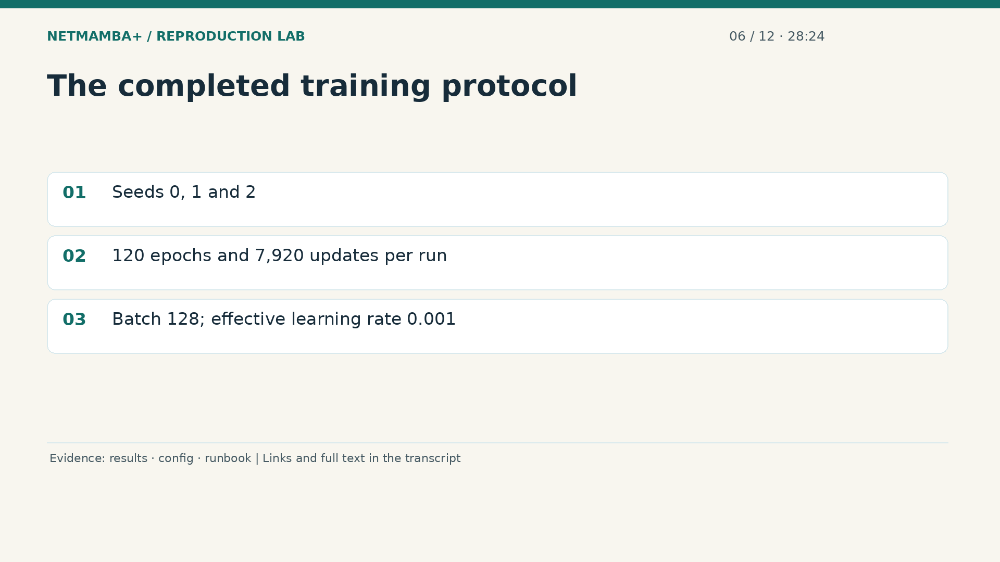 NETMAMBA+ / REPRODUCTION LAB
06 / 12 · 28:24
The completed training protocol
01 Seeds 0, 1 and 2
02 120 epochs and 7,920 updates per run
03 Batch 128; effective learning rate 0.001
Evidence: results · config · runbook | Links and full text in the transcript